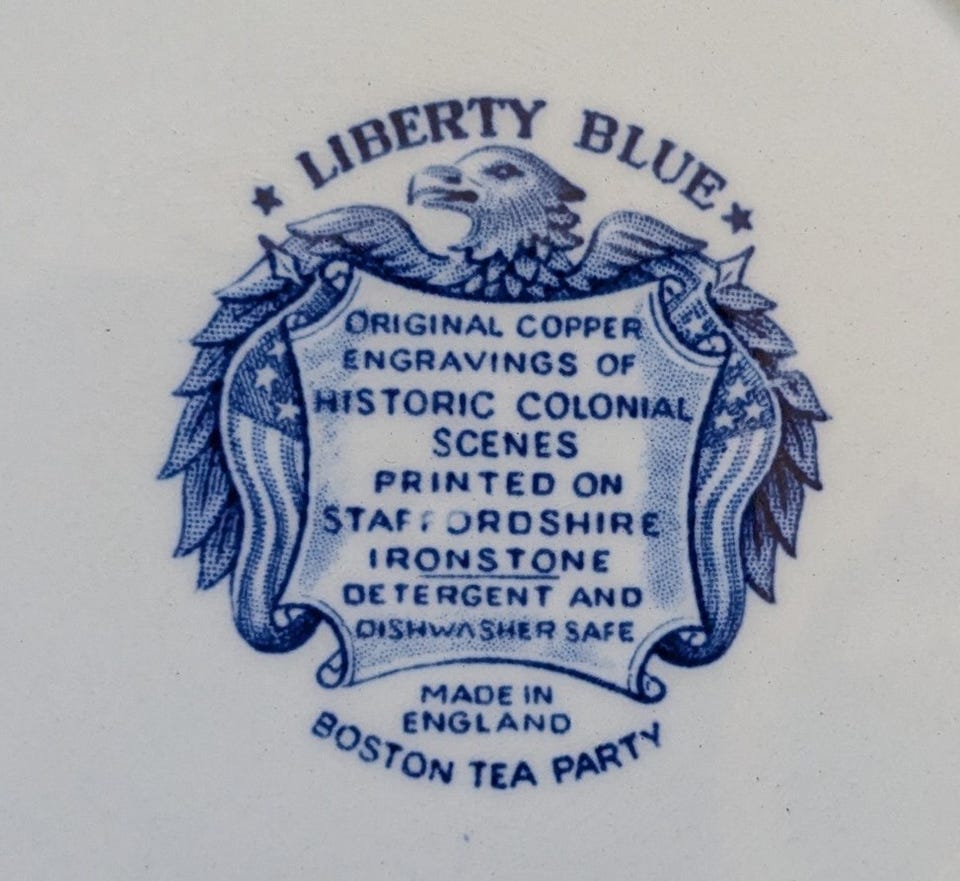 ★ LIBERTY BLUE ★
ORIGINAL COPPER
ENGRAVINGS OF
HISTORIC COLONIAL
SCENES
PRINTED ON
STAFFORDSHIRE
IRONSTONE
DETERGENT AND
DISHWASHER SAFE
MADE IN
ENGLAND
BOSTON TEA PARTY